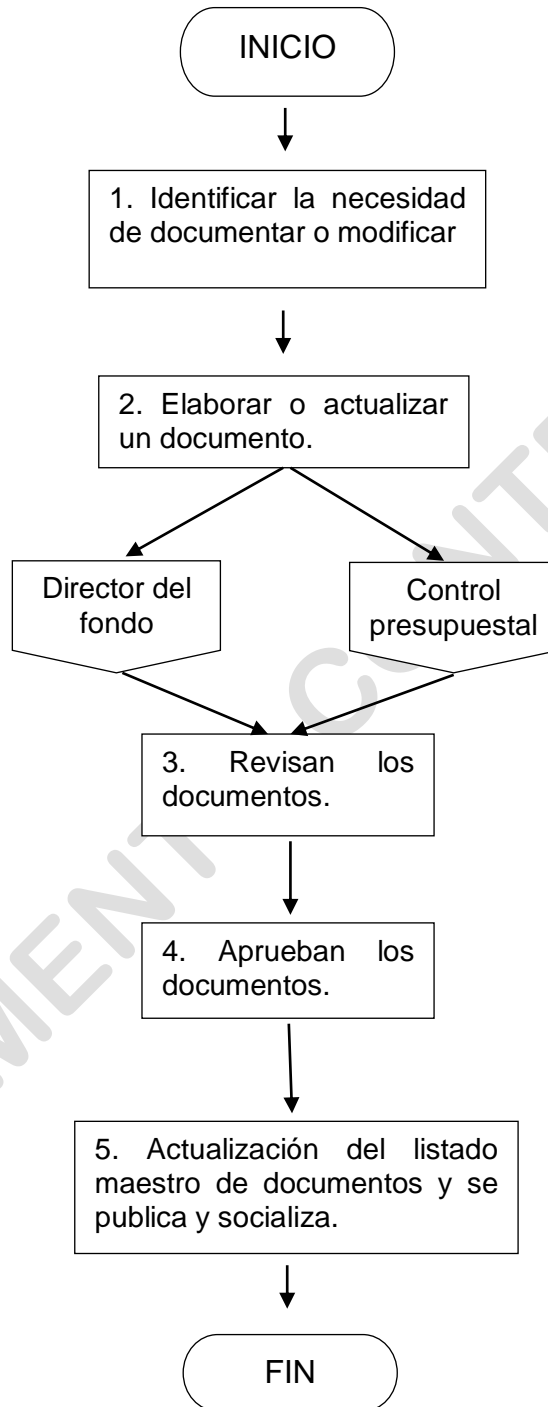 INICIO
1. Identificar la necesidad
de documentar o modificar
2. Elaborar o actualizar
un documento.
Director del
fondo
Control
presupuestal
3. Revisan los
documentos.
4. Aprueban los
documentos.
5. Actualización del listado
maestro de documentos y se
publica y socializa.
FIN